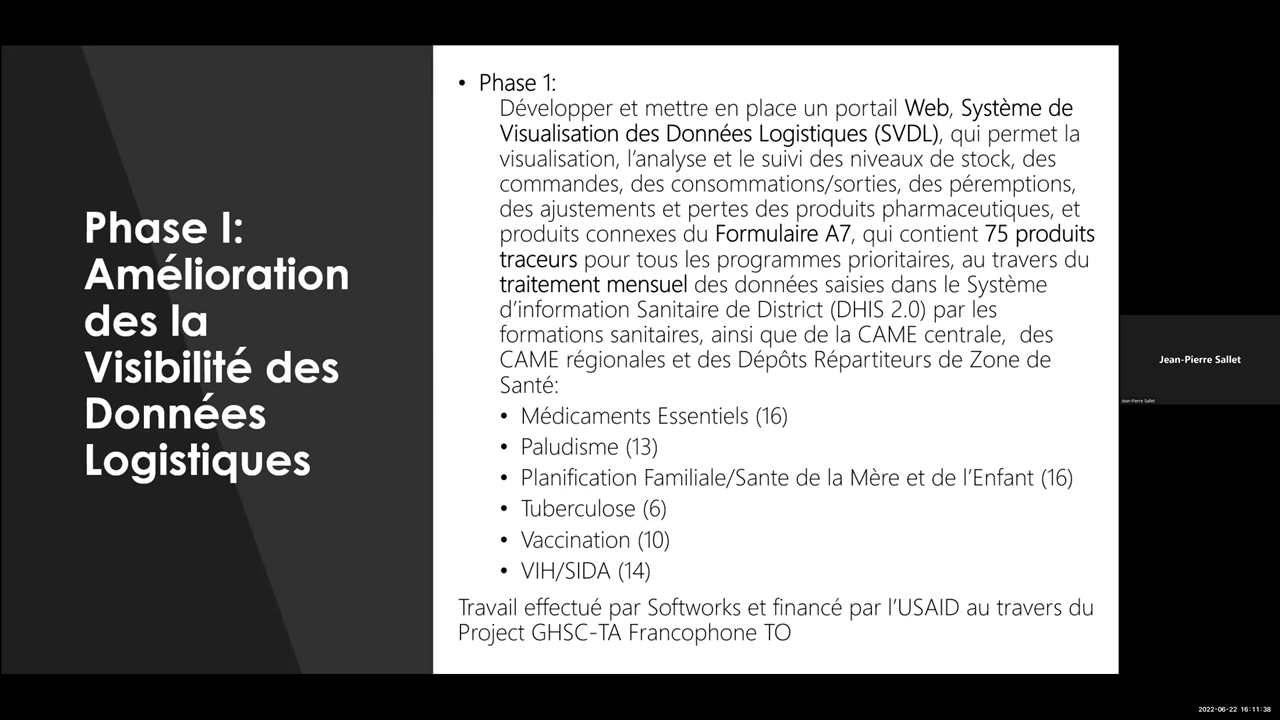 Phase I:
Amélioration
des la
Visibilité des
Données
Logistiques
• Phase 1:
Développer et mettre en place un portail Web, Système de
Visualisation des Données Logistiques (SVDL), qui permet la
visualisation, l’analyse et le suivi des niveaux de stock, des
commandes, des consommations/sorties, des péremptions,
des ajustements et pertes des produits pharmaceutiques, et
produits connexes du Formulaire A7, qui contient 75 produits
traceurs pour tous les programmes prioritaires, au travers du
traitement mensuel des données saisies dans le Système
d’information Sanitaire de District (DHIS 2.0) par les
formations sanitaires, ainsi que de la CAME centrale, des
CAME régionales et des Dépôts Répartiteurs de Zone de
Santé:
• Médicaments Essentiels (16)
• Paludisme (13)
• Planification Familiale/Sante de la Mère et de l’Enfant (16)
• Tuberculose (6)
• Vaccination (10)
• VIH/SIDA (14)
Travail effectué par Softworks et financé par l’USAID au travers du
Project GHSC-TA Francophone TO
Jean-Pierre Sallet
Jean-Pierre Sallet
2022-06-22 16:11:38